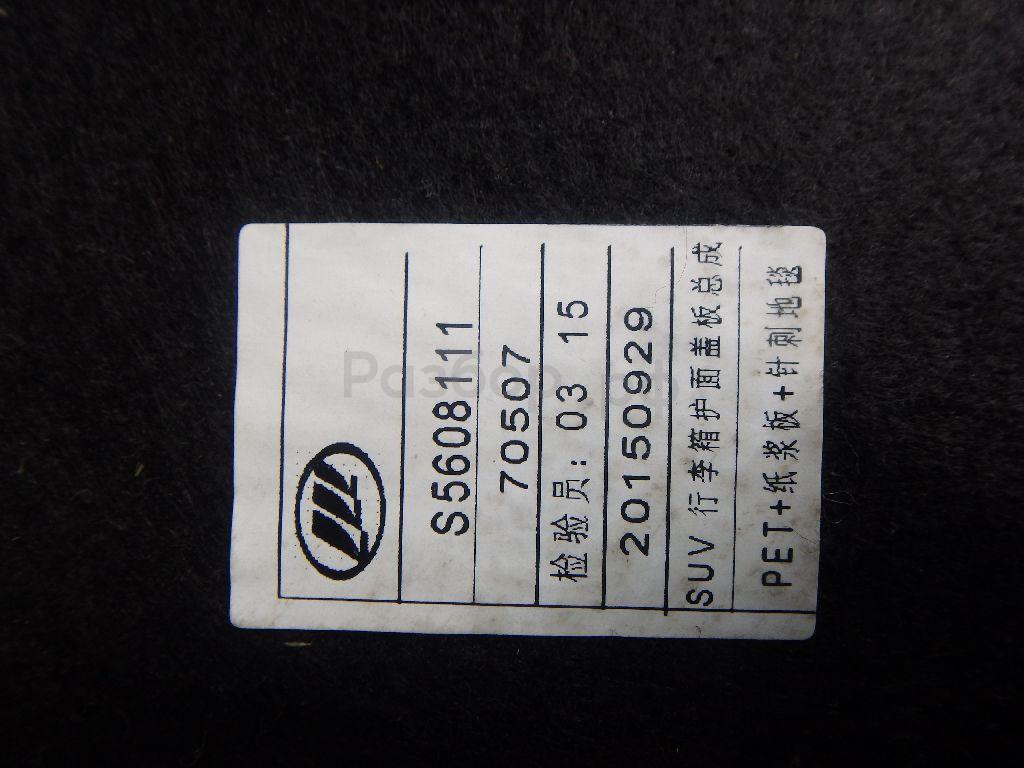 S5608111
70507
检验员: 03 15
20150929
SUV 行李箱护面盖板总成
PET+纸浆板+针刺地毯